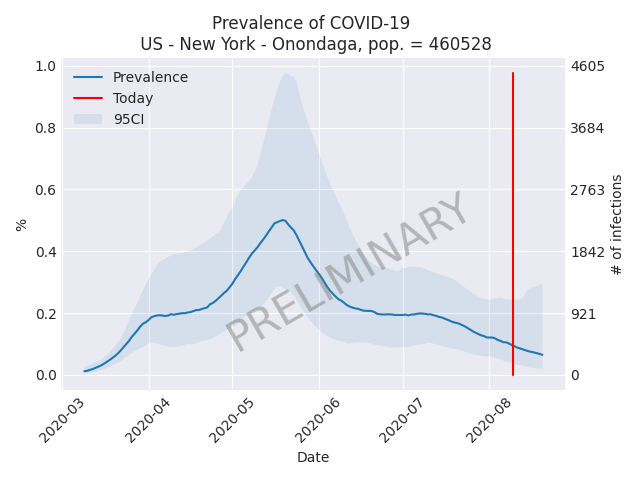 Prevalence of COVID-19
US - New York - Onondaga, pop. = 460528
1.0
0.8
0.6
0.4
0.2
0.0
%
4605
3684
2763
1842
921
0
# of infections
Prevalence
Today
95CI
PRELIMINARY
2020-03
2020-04
2020-05
2020-06
2020-07
2020-08
Date